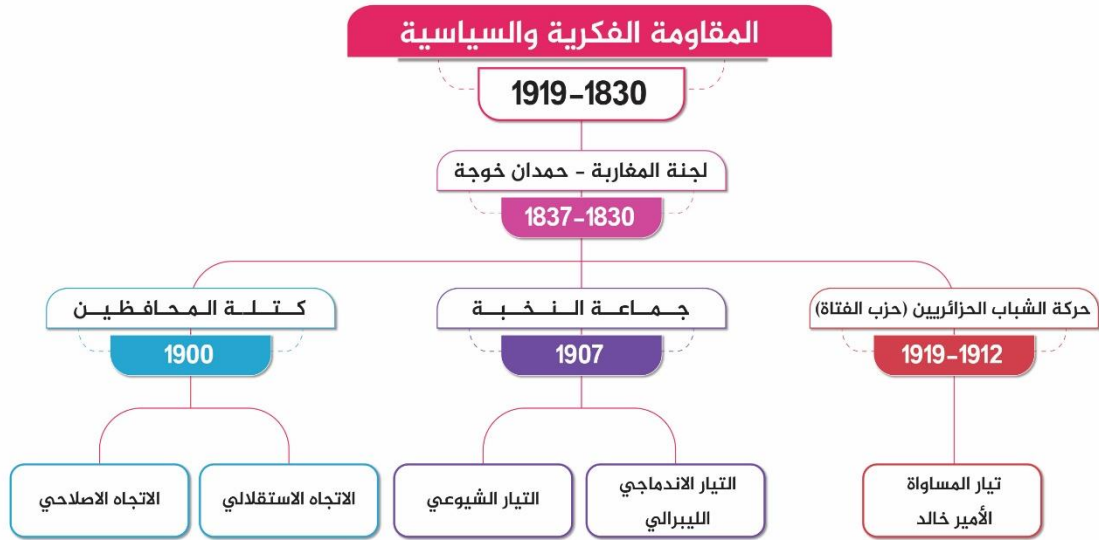 المقاومة الفكرية والسياسية
1830-1919
لجنة المغاربة - حمدان خوجة
1830-1837
حركة الشباب الحزائريين (حزب الفتاة)
1912-1919
جماعة النخبة
1907
كتلة المحافظين
1900
تيار المساواة
الأمير خالد
التيار الاندماجي
الليبرالي
التيار الشيوعي
الاتجاه الاستقلالي
الاتجاه الاصلاحي